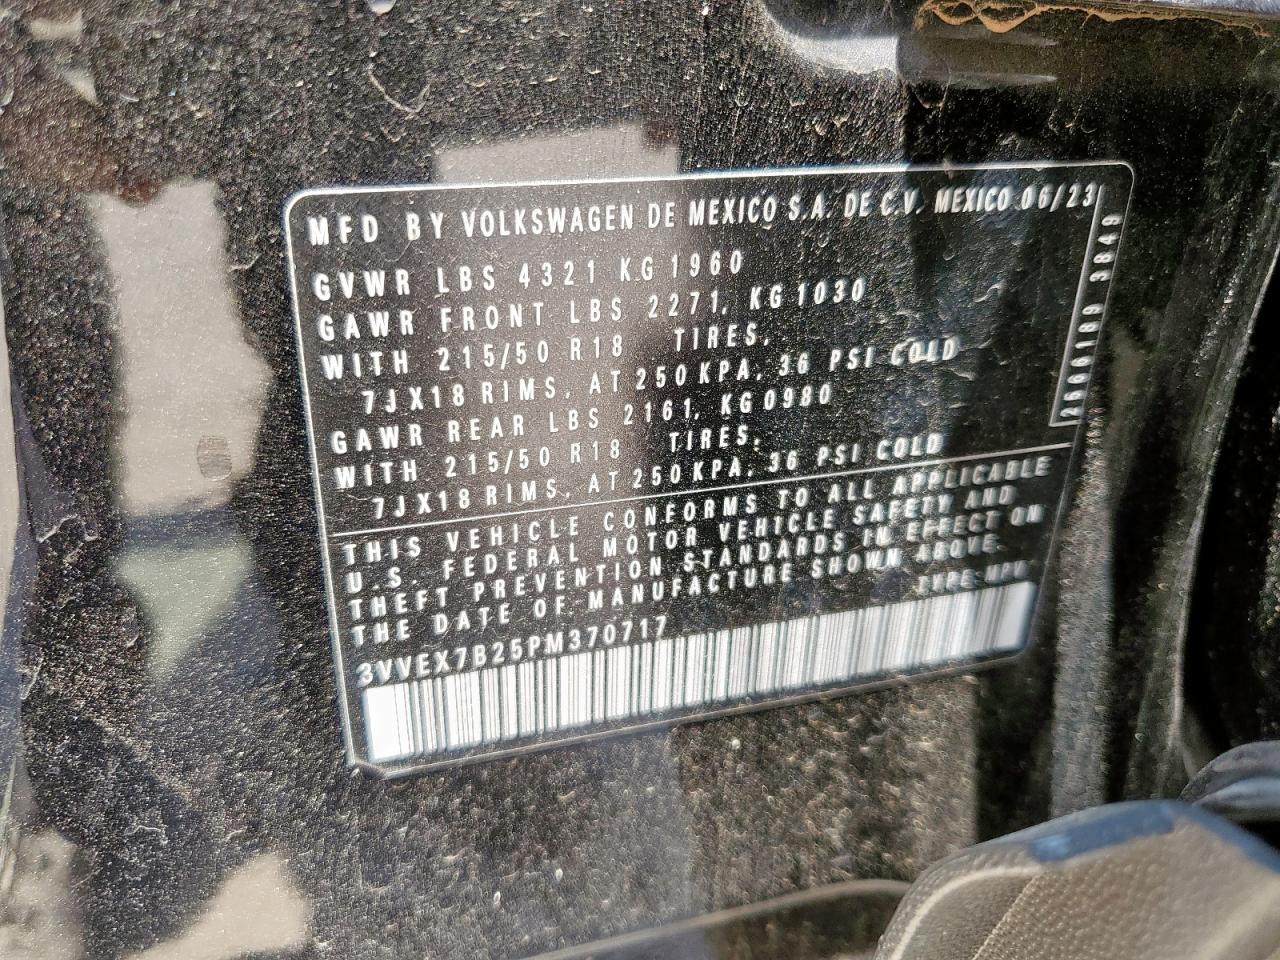 MFD BY VOLKSWAGEN DE MEXICO S.A. DE C.V. MEXICO 06/23
GVWR LBS 4321 KG 1960
GAWR FRONT LBS 2271, KG 1030
WITH 215/50 R18 TIRES,
7JX18 RIMS, AT 250 KPA, 36 PSI COLD
GAWR REAR LBS 2161, KG 0980
WITH 215/50 R18 TIRES,
7JX18 RIMS, AT 250 KPA, 36 PSI COLD
THIS VEHICLE CONFORMS TO ALL APPLICABLE
U.S. FEDERAL MOTOR VEHICLE SAFETY AND
THEFT PREVENTION STANDARDS IN EFFECT ON
THE DATE OF MANUFACTURE SHOWN ABOVE.
3VVEX7B25PM370717 TYPE: MPV
3849